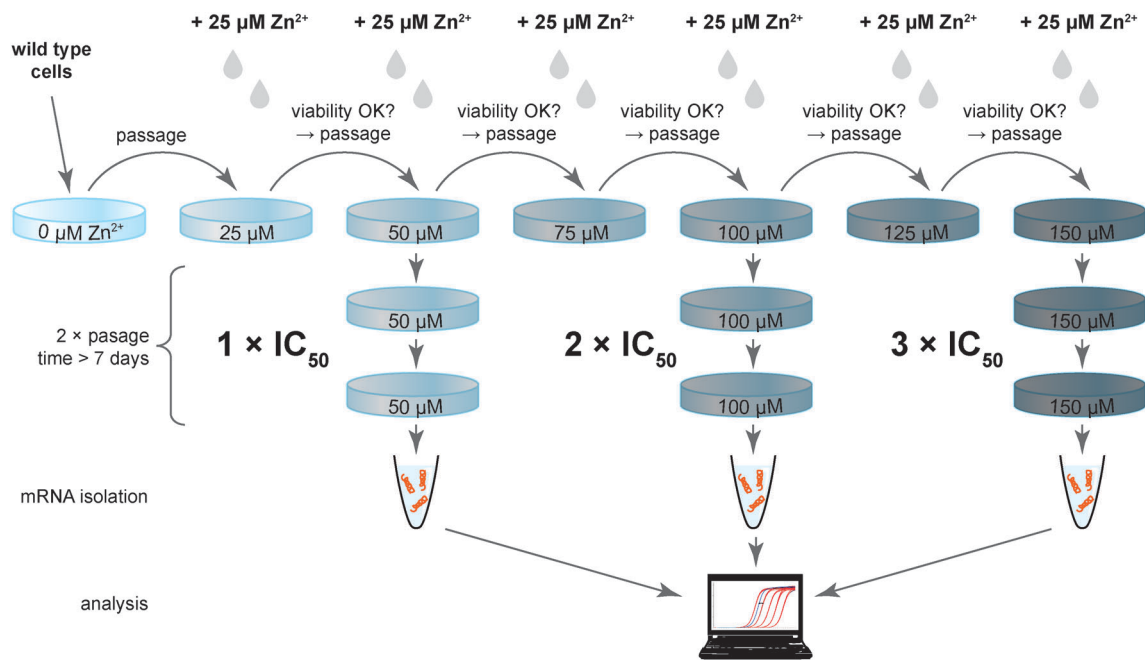 + 25 µM Zn²⁺ + 25 µM Zn²⁺ + 25 µM Zn²⁺ + 25 µM Zn²⁺ + 25 µM Zn²⁺ + 25 µM Zn²⁺
wild type
cells
passage
viability OK?
→ passage
viability OK?
→ passage
viability OK?
→ passage
viability OK?
→ passage
viability OK?
→ passage
0 µM Zn²⁺ 25 µM 50 µM 75 µM 100 µM 125 µM 150 µM
50 µM 100 µM 150 µM
2 × pasage
time > 7 days
1 × IC₅₀ 2 × IC₅₀ 3 × IC₅₀
50 µM 100 µM 150 µM
mRNA isolation
analysis